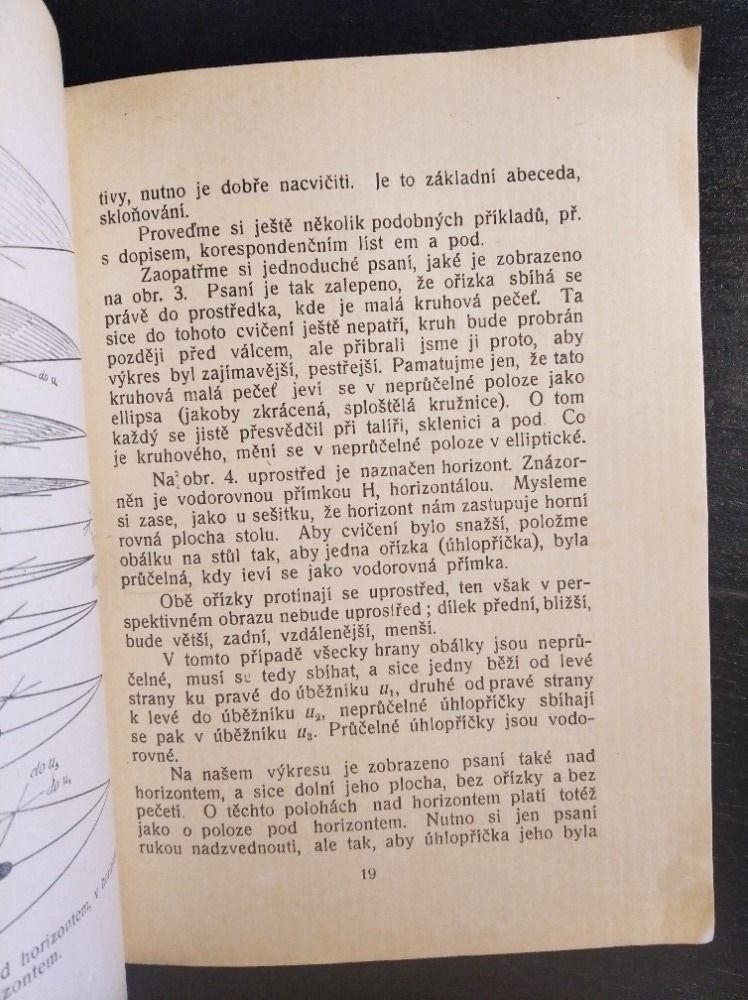 tivy, nutno je dobře nacvičiti. Je to základní abeceda,
skloňování.
Proveďme si ještě několik podobných příkladů, př.
s dopisem, korespondenčním líst em a pod.
Zaopatřme si jednoduché psaní, jaké je zobrazeno
na obr. 3. Psaní je tak zalepeno, že ořízka sbíhá se
právě do prostředka, kde je malá kruhová pečeť. Ta
sice do tohoto cvičení ještě nepatří, kruh bude probrán
později před válcem, ale přibrali jsme ji proto, aby
výkres byl zajímavější, pestřejší. Pamatujme jen, že tato
kruhová malá pečeť jeví se v neprůčelné poloze jako
ellipsa (jakoby zkrácená, sploštělá kružnice). O tom
každý se jistě přesvědčil při talíři, sklenici a pod. Co
je kruhového, mění se v neprůčelné poloze v elliptické.
Na obr. 4. uprostřed je naznačen horizont. Znázor-
něn je vodorovnou přímkou H, horizontálou. Mysleme
si zase, jako u sešitku, že horizont nám zastupuje horní
rovná plocha stolu. Aby cvičení bylo snažší, položme
obálku na stůl tak, aby jedna ořízka (úhlopříčka), byla
průčelná, kdy ieví se jako vodorovná přímka.
Obě ořízky protínají se uprostřed, ten však v per-
spektivném obrazu nebude uprostřed ; dílek přední, bližší,
bude větší, zadní, vzdálenější, menši.
V tomto případě všecky hrany obálky jsou neprů-
čelné, musí se tedy sbíhat, a sice jedny běží od levé
strany ku pravé do úběžníku u₁, druhé od pravé strany
k levé do úběžníku u₂, neprůčelné úhlopříčky sbíhají
se pak v úběžníku u₃. Průčelné úhlopříčky jsou vodo-
rovné.
Na našem výkresu je zobrazeno psaní také nad
horizontem, a sice dolní jeho plocha, bez ořízky a bez
pečeti. O těchto polohách nad horizontem platí totéž
jako o poloze pod horizontem. Nutno si jen psaní
rukou nadzvednouti, ale tak, aby úhlopříčka jeho byla
19
do u
do u₃
do u₁
d horizontem, v horizo
izontem.